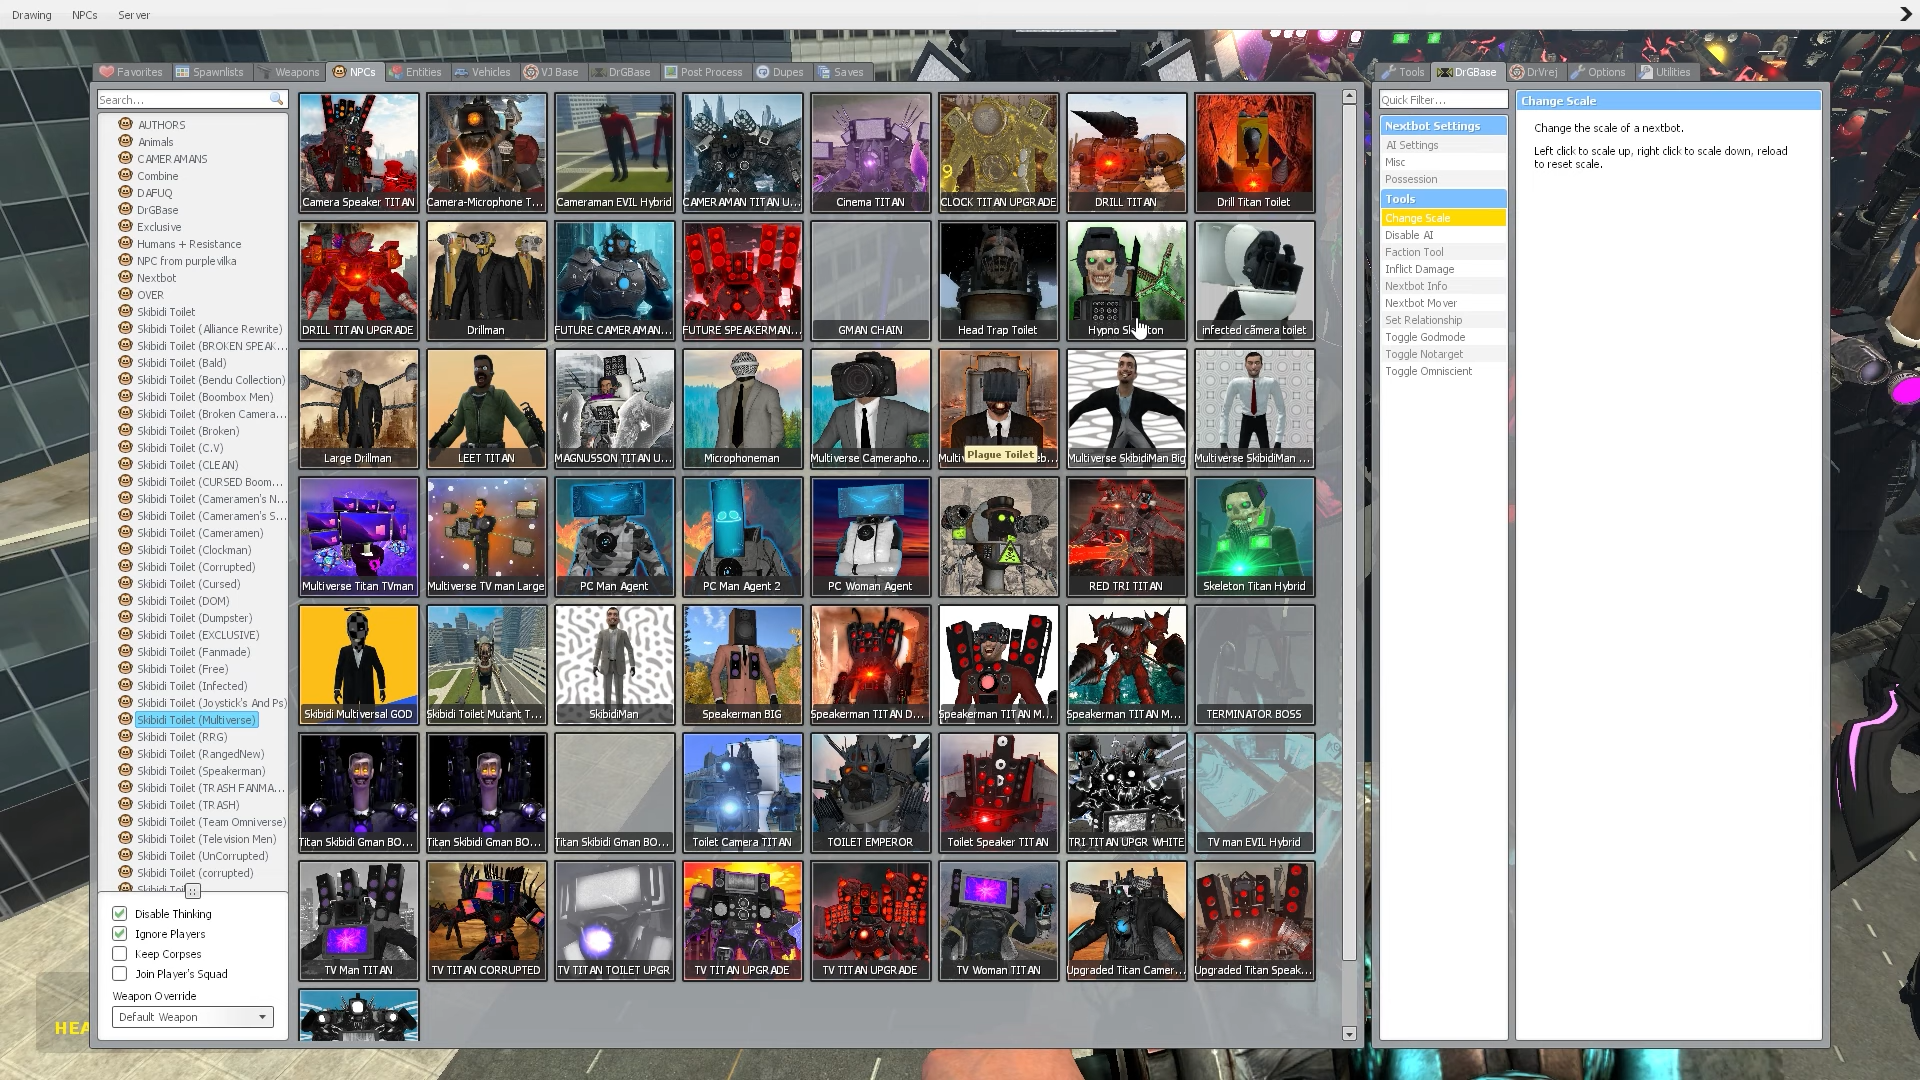 Drawing NPCs Server
Favorites Spawnlists Weapons NPCs Entities Vehicles VJ Base DrGBase Post Process Dupes Saves
Search...
AUTHORS
Animals
CAMERAMANS
Combine
DAFUQ
DrGBase
Exclusive
Humans + Resistance
NPC from purplevilka
Nextbot
OVER
Skibidi Toilet
Skibidi Toilet (Alliance Rewrite)
Skibidi Toilet (BROKEN SPEAK...
Skibidi Toilet (Bald)
Skibidi Toilet (Bendu Collection)
Skibidi Toilet (Boombox Men)
Skibidi Toilet (Broken Camera...
Skibidi Toilet (Broken)
Skibidi Toilet (C.V)
Skibidi Toilet (CLEAN)
Skibidi Toilet (CURSED Boom...
Skibidi Toilet (Cameramen's N...
Skibidi Toilet (Cameramen's S...
Skibidi Toilet (Cameramen)
Skibidi Toilet (Clockman)
Skibidi Toilet (Corrupted)
Skibidi Toilet (Cursed)
Skibidi Toilet (DOM)
Skibidi Toilet (Dumpster)
Skibidi Toilet (EXCLUSIVE)
Skibidi Toilet (Fanmade)
Skibidi Toilet (Free)
Skibidi Toilet (Infected)
Skibidi Toilet (Joystick's And Ps)
Skibidi Toilet (Multiverse)
Skibidi Toilet (RRG)
Skibidi Toilet (RangedNew)
Skibidi Toilet (Speakerman)
Skibidi Toilet (TRASH FANMA...
Skibidi Toilet (TRASH)
Skibidi Toilet (Team Omniverse)
Skibidi Toilet (Television Men)
Skibidi Toilet (UnCorrupted)
Skibidi Toilet (corrupted)
Disable Thinking
Ignore Players
Keep Corpses
Join Player's Squad
Weapon Override
Default Weapon
HEA
Camera Speaker TITAN Camera-Microphone T... Cameraman EVIL Hybrid CAMERAMAN TITAN U... Cinema TITAN CLOCK TITAN UPGRADE DRILL TITAN Drill Titan Toilet
DRILL TITAN UPGRADE Drillman FUTURE CAMERAMAN... FUTURE SPEAKERMAN... GMAN CHAIN Head Trap Toilet Hypno Skeleton infected cãmera toilet
Large Drillman LEET TITAN MAGNUSSON TITAN U... Microphoneman Multiverse Camerapho... Multiverse SkibidiMan Big Multiverse SkibidiMan ...
Plague Toilet
Multiverse Titan TVman Multiverse TV man Large PC Man Agent PC Man Agent 2 PC Woman Agent RED TRI TITAN Skeleton Titan Hybrid
Skibidi Multiversal GOD Skibidi Toilet Mutant T... SkibidiMan Speakerman BIG Speakerman TITAN D... Speakerman TITAN M... Speakerman TITAN M... TERMINATOR BOSS
Titan Skibidi Gman BO... Titan Skibidi Gman BO... Titan Skibidi Gman BO... Toilet Camera TITAN TOILET EMPEROR Toilet Speaker TITAN TRI TITAN UPGR WHITE TV man EVIL Hybrid
TV Man TITAN TV TITAN CORRUPTED TV TITAN TOILET UPGR TV TITAN UPGRADE TV TITAN UPGRADE TV Woman TITAN Upgraded Titan Camer... Upgraded Titan Speak...
Tools DrGBase DrVrej Options Utilities
Quick Filter...
Nextbot Settings
AI Settings
Misc
Possession
Tools
Change Scale
Disable AI
Faction Tool
Inflict Damage
Nextbot Info
Nextbot Mover
Set Relationship
Toggle Godmode
Toggle Notarget
Toggle Omniscient
Change Scale
Change the scale of a nextbot.
Left click to scale up, right click to scale down, reload
to reset scale.